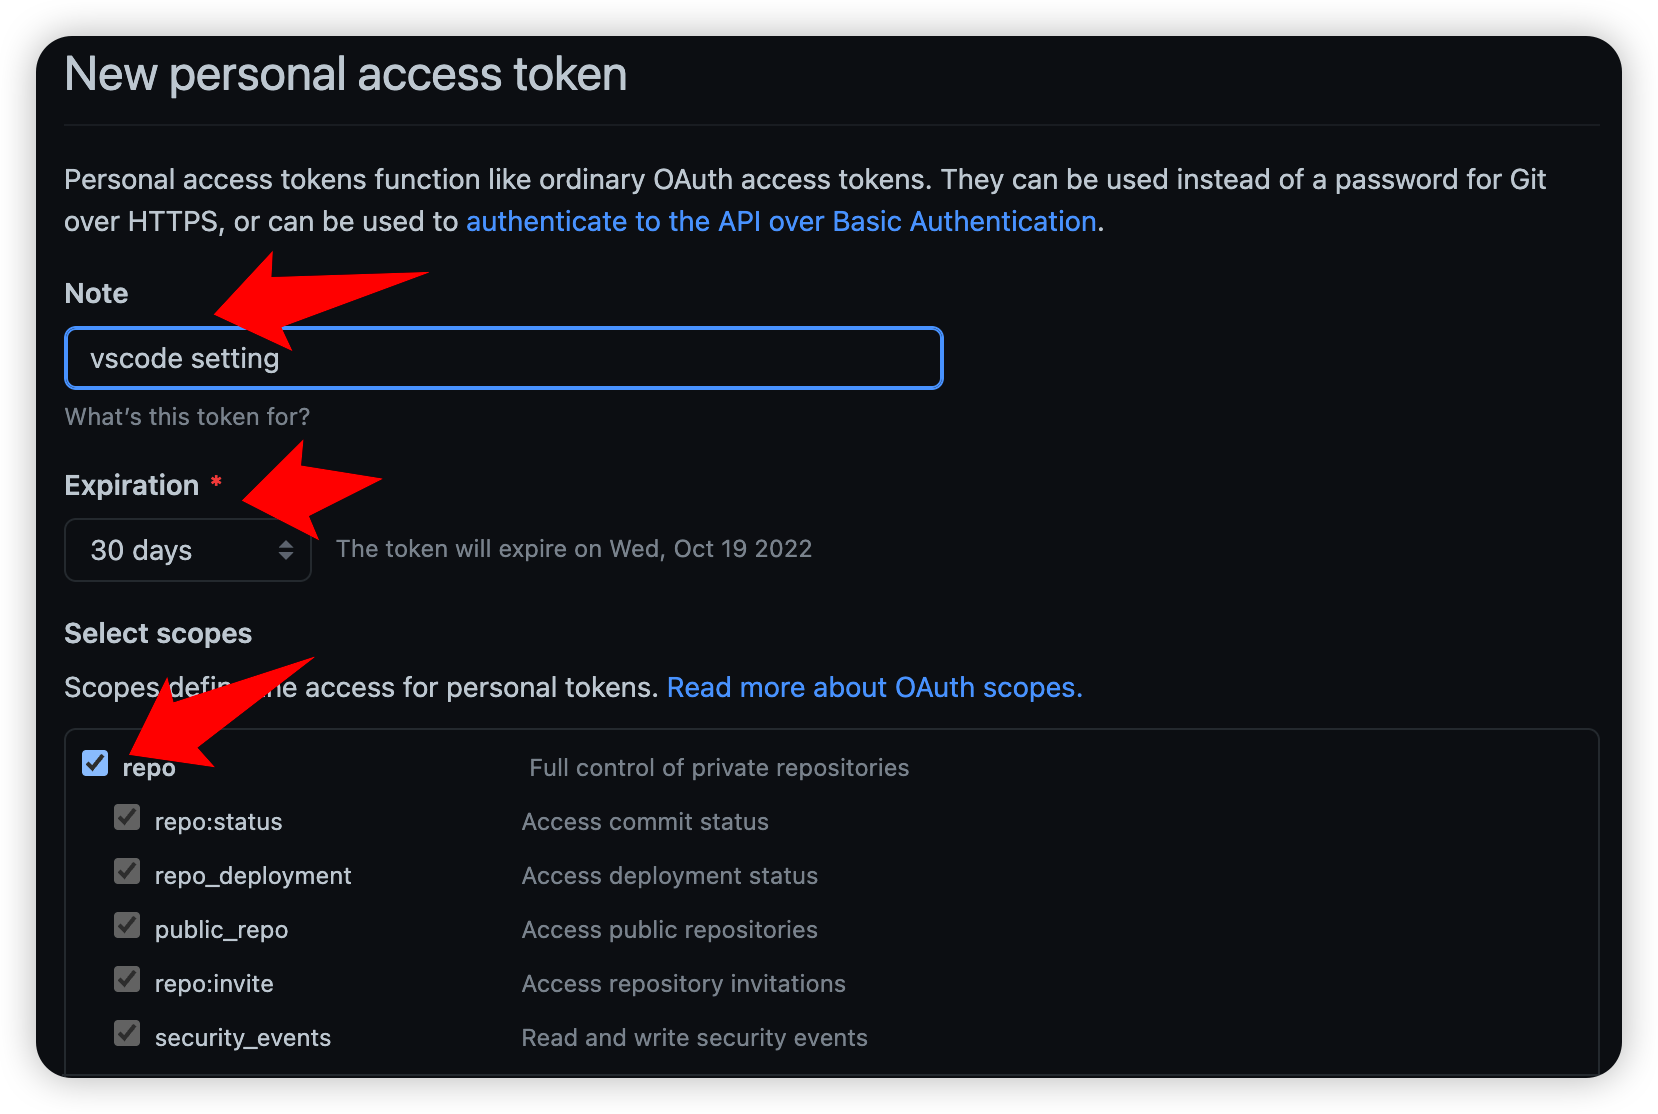 New personal access token
Personal access tokens function like ordinary OAuth access tokens. They can be used instead of a password for Git
over HTTPS, or can be used to authenticate to the API over Basic Authentication.
Note
vscode setting
What's this token for?
Expiration *
30 days
The token will expire on Wed, Oct 19 2022
Select scopes
Scopes define the access for personal tokens. Read more about OAuth scopes.
repo Full control of private repositories
repo:status Access commit status
repo_deployment Access deployment status
public_repo Access public repositories
repo:invite Access repository invitations
security_events Read and write security events